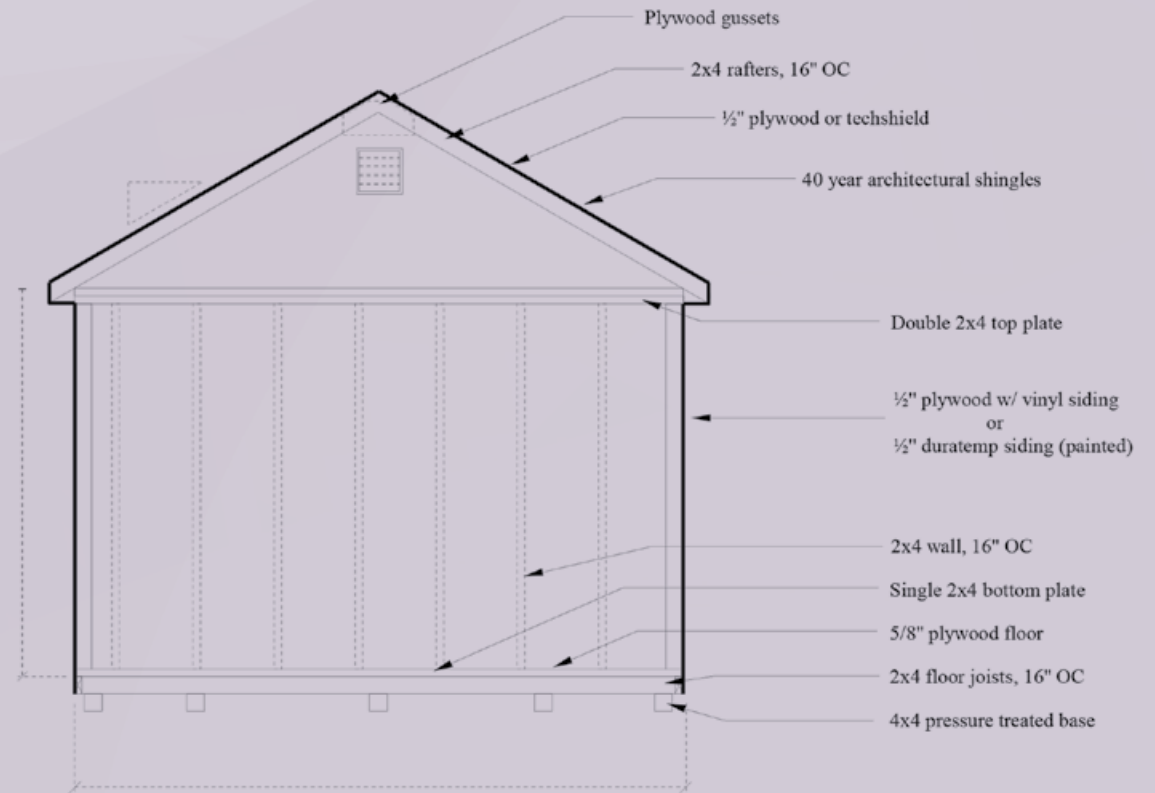 Plywood gussets
2x4 rafters, 16" OC
½" plywood or techshield
40 year architectural shingles
Double 2x4 top plate
½" plywood w/ vinyl siding
or
½" duratemp siding (painted)
2x4 wall, 16" OC
Single 2x4 bottom plate
5/8" plywood floor
2x4 floor joists, 16" OC
4x4 pressure treated base